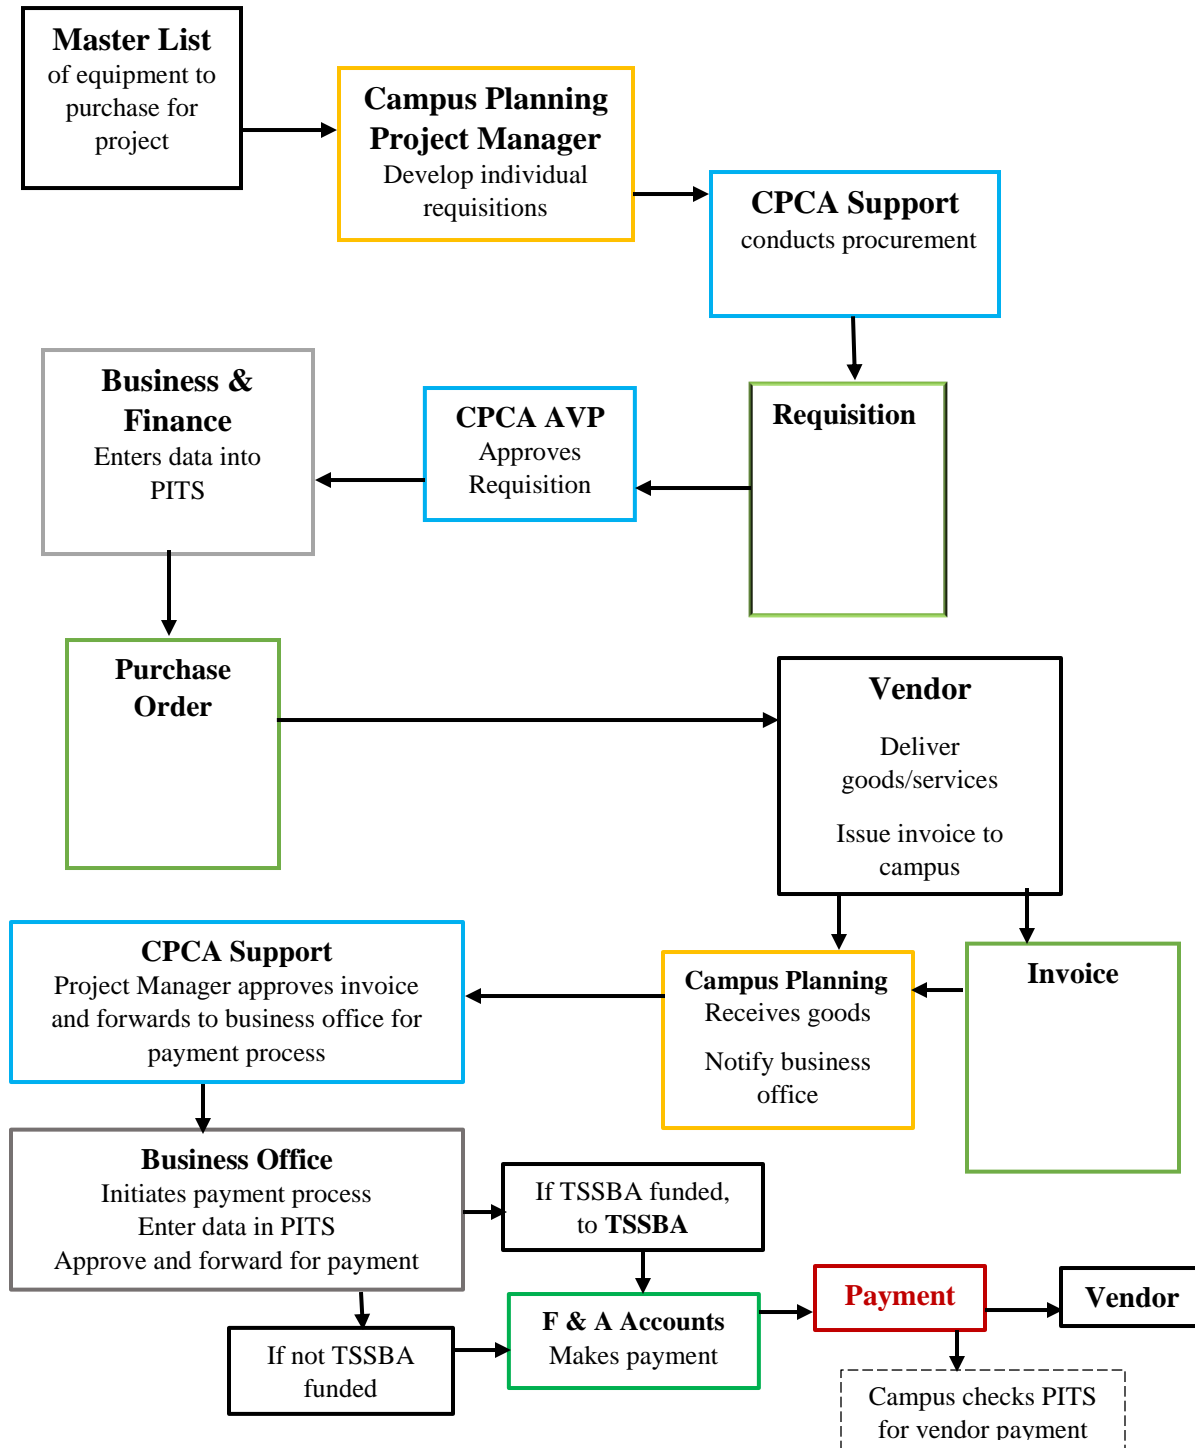 Master List
of equipment to
purchase for
project
Campus Planning
Project Manager
Develop individual
requisitions
CPCA Support
conducts procurement
Requisition
CPCA AVP
Approves
Requisition
Business &
Finance
Enters data into
PITS
Purchase
Order
Vendor
Deliver
goods/services
Issue invoice to
campus
Invoice
Campus Planning
Receives goods
Notify business
office
CPCA Support
Project Manager approves invoice
and forwards to business office for
payment process
Business Office
Initiates payment process
Enter data in PITS
Approve and forward for payment
If TSSBA funded,
to TSSBA
If not TSSBA
funded
F & A Accounts
Makes payment
Payment
Vendor
Campus checks PITS
for vendor payment